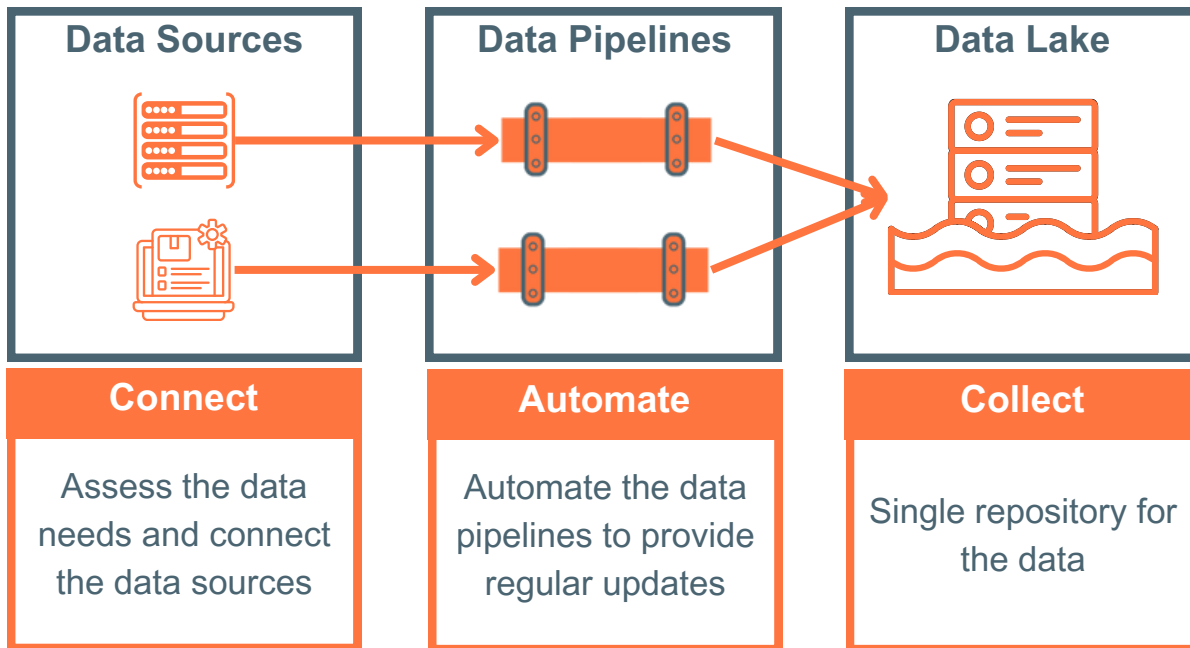 Data Sources
Data Pipelines
Data Lake
Connect
Automate
Collect
Assess the data
needs and connect
the data sources
Automate the data
pipelines to provide
regular updates
Single repository for
the data